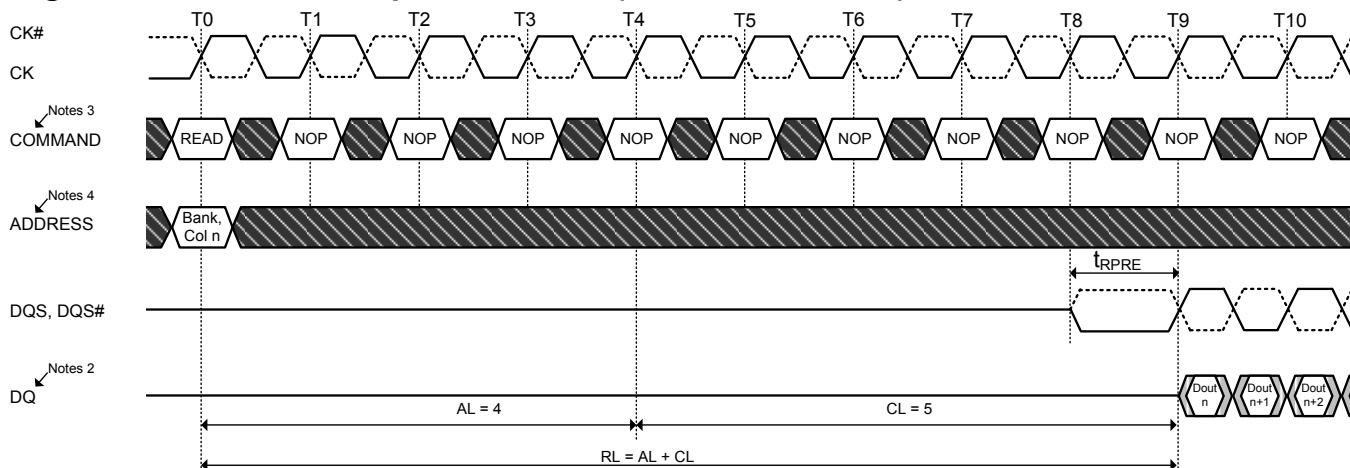 T0 T1 T2 T3 T4 T5 T6 T7 T8 T9 T10
CK#
CK
Notes 3
COMMAND
READ NOP NOP NOP NOP NOP NOP NOP NOP NOP NOP
Notes 4
ADDRESS
Bank,
Col n
tRPRE
DQS, DQS#
Notes 2
DQ
Dout
n
Dout
n+1
Dout
n+2
AL = 4
CL = 5
RL = AL + CL